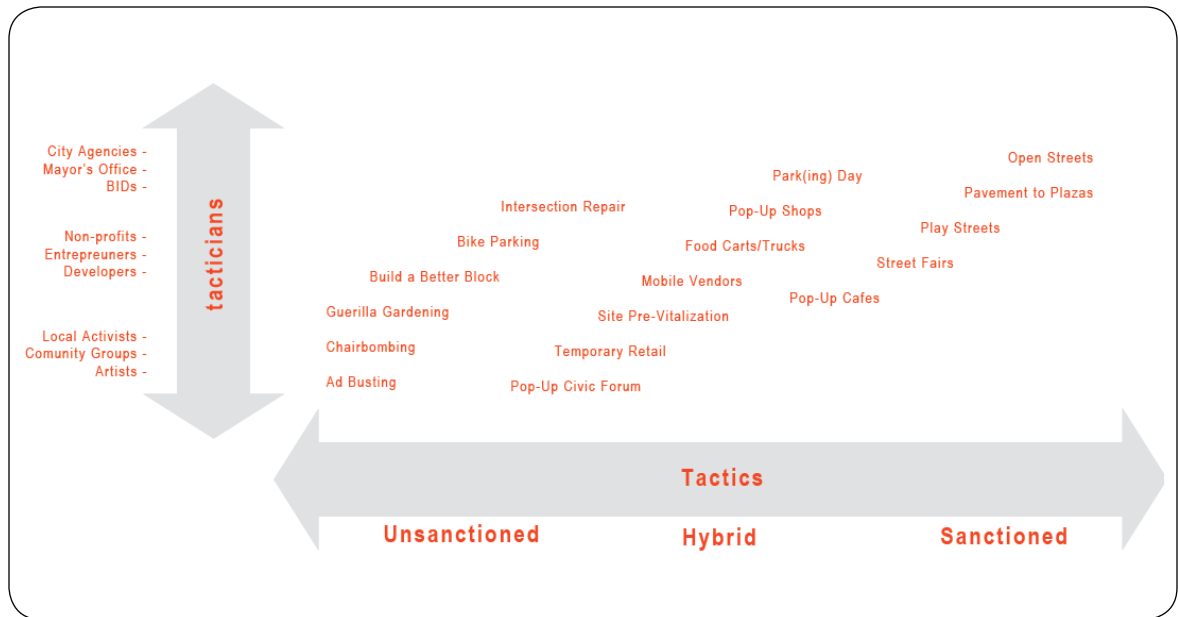 City Agencies -
Mayor's Office -
BIDs -
Non-profits -
Entrepreuners -
Developers -
Local Activists -
Comunity Groups -
Artists -
tacticians
Open Streets
Park(ing) Day
Pavement to Plazas
Intersection Repair
Pop-Up Shops
Play Streets
Bike Parking
Food Carts/Trucks
Street Fairs
Build a Better Block
Mobile Vendors
Pop-Up Cafes
Guerilla Gardening
Site Pre-Vitalization
Chairbombing
Temporary Retail
Ad Busting
Pop-Up Civic Forum
Tactics
Unsanctioned
Hybrid
Sanctioned